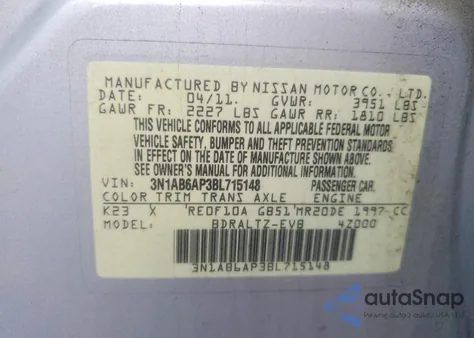 MANUFACTURED BY NISSAN MOTOR CO., LTD.
DATE: 04/11. GVWR: 3951 LBS
GAWR FR: 2227 LBS GAWR RR: 1810 LBS
THIS VEHICLE CONFORMS TO ALL APPLICABLE FEDERAL MOTOR
VEHICLE SAFETY, BUMPER AND THEFT PREVENTION STANDARDS
IN EFFECT ON THE DATE OF MANUFACTURE SHOWN ABOVE.
SEE OWNER'S MANUAL FOR ADDITIONAL INFORMATION
VIN: 3N1AB6AP3BL715148 PASSENGER CAR.
COLOR TRIM TRANS AXLE ENGINE
K23 X RE0F10A GB51 MR20DE 1997 CC
MODEL: BDRALTZ-EVB 4Z000
3N1AB6AP3BL715148
autoSnap